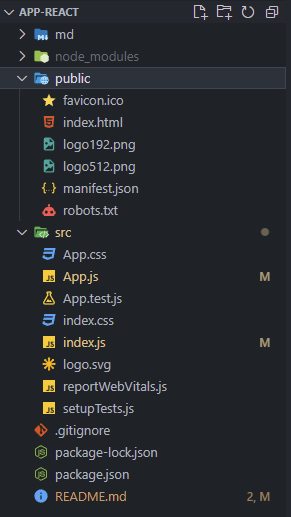 APP-REACT
md
node_modules
public
favicon.ico
index.html
logo192.png
logo512.png
manifest.json
robots.txt
src
App.css
App.js M
App.test.js
index.css
index.js M
logo.svg
reportWebVitals.js
setupTests.js
.gitignore
package-lock.json
package.json
README.md 2, M